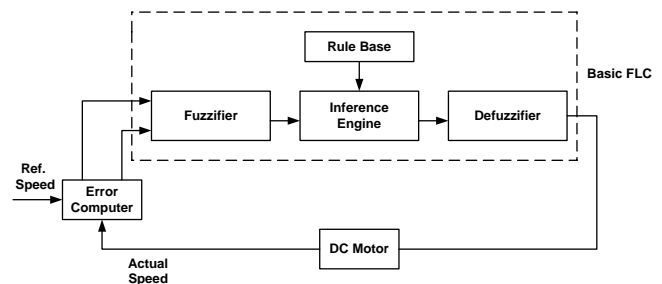 Rule Base
Basic FLC
Fuzzifier
Inference
Engine
Defuzzifier
Ref.
Speed
Error
Computer
DC Motor
Actual
Speed